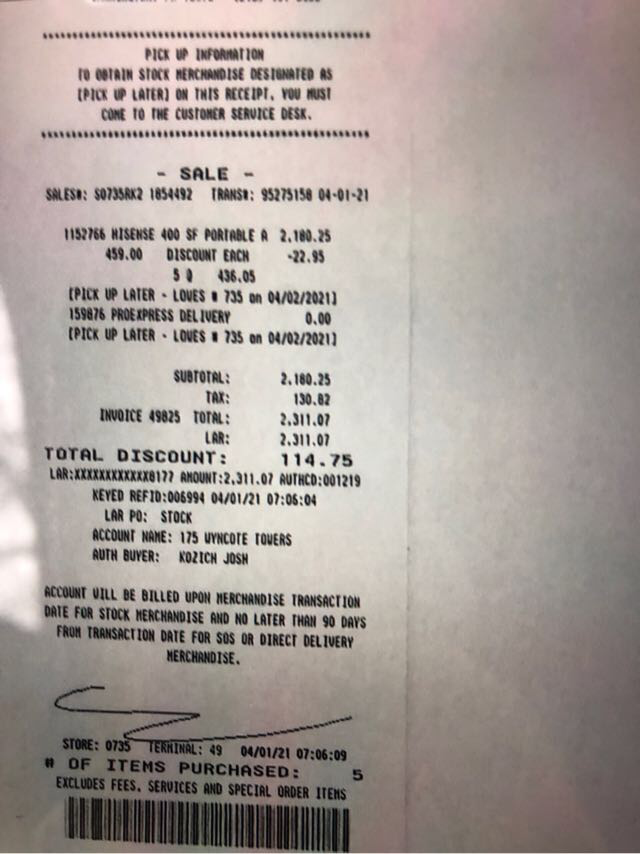 *******************************************
PICK UP INFORMATION
TO OBTAIN STOCK MERCHANDISE DESIGNATED AS
[PICK UP LATER] ON THIS RECEIPT, YOU MUST
COME TO THE CUSTOMER SERVICE DESK.
*******************************************
- SALE -
SALES#: S0735RK2 1854492 TRANS#: 95275158 04-01-21
1152766 HISENSE 400 SF PORTABLE A 2,180.25
459.00 DISCOUNT EACH -22.95
5 @ 436.05
[PICK UP LATER - LOWES # 735 on 04/02/2021]
159876 PROEXPRESS DELIVERY 0.00
[PICK UP LATER - LOWES # 735 on 04/02/2021]
SUBTOTAL: 2,180.25
TAX: 130.82
INVOICE 49825 TOTAL: 2,311.07
LAR: 2,311.07
TOTAL DISCOUNT: 114.75
LAR:XXXXXXXXXXXX8177 AMOUNT:2,311.07 AUTHCD:001219
KEYED REFID:006994 04/01/21 07:06:04
LAR PO: STOCK
ACCOUNT NAME: 175 WYNCOTE TOWERS
AUTH BUYER: KOZICH JOSH
ACCOUNT WILL BE BILLED UPON MERCHANDISE TRANSACTION
DATE FOR STOCK MERCHANDISE AND NO LATER THAN 90 DAYS
FROM TRANSACTION DATE FOR SOS OR DIRECT DELIVERY
MERCHANDISE.
STORE: 0735 TERMINAL: 49 04/01/21 07:06:09
# OF ITEMS PURCHASED: 5
EXCLUDES FEES, SERVICES AND SPECIAL ORDER ITEMS